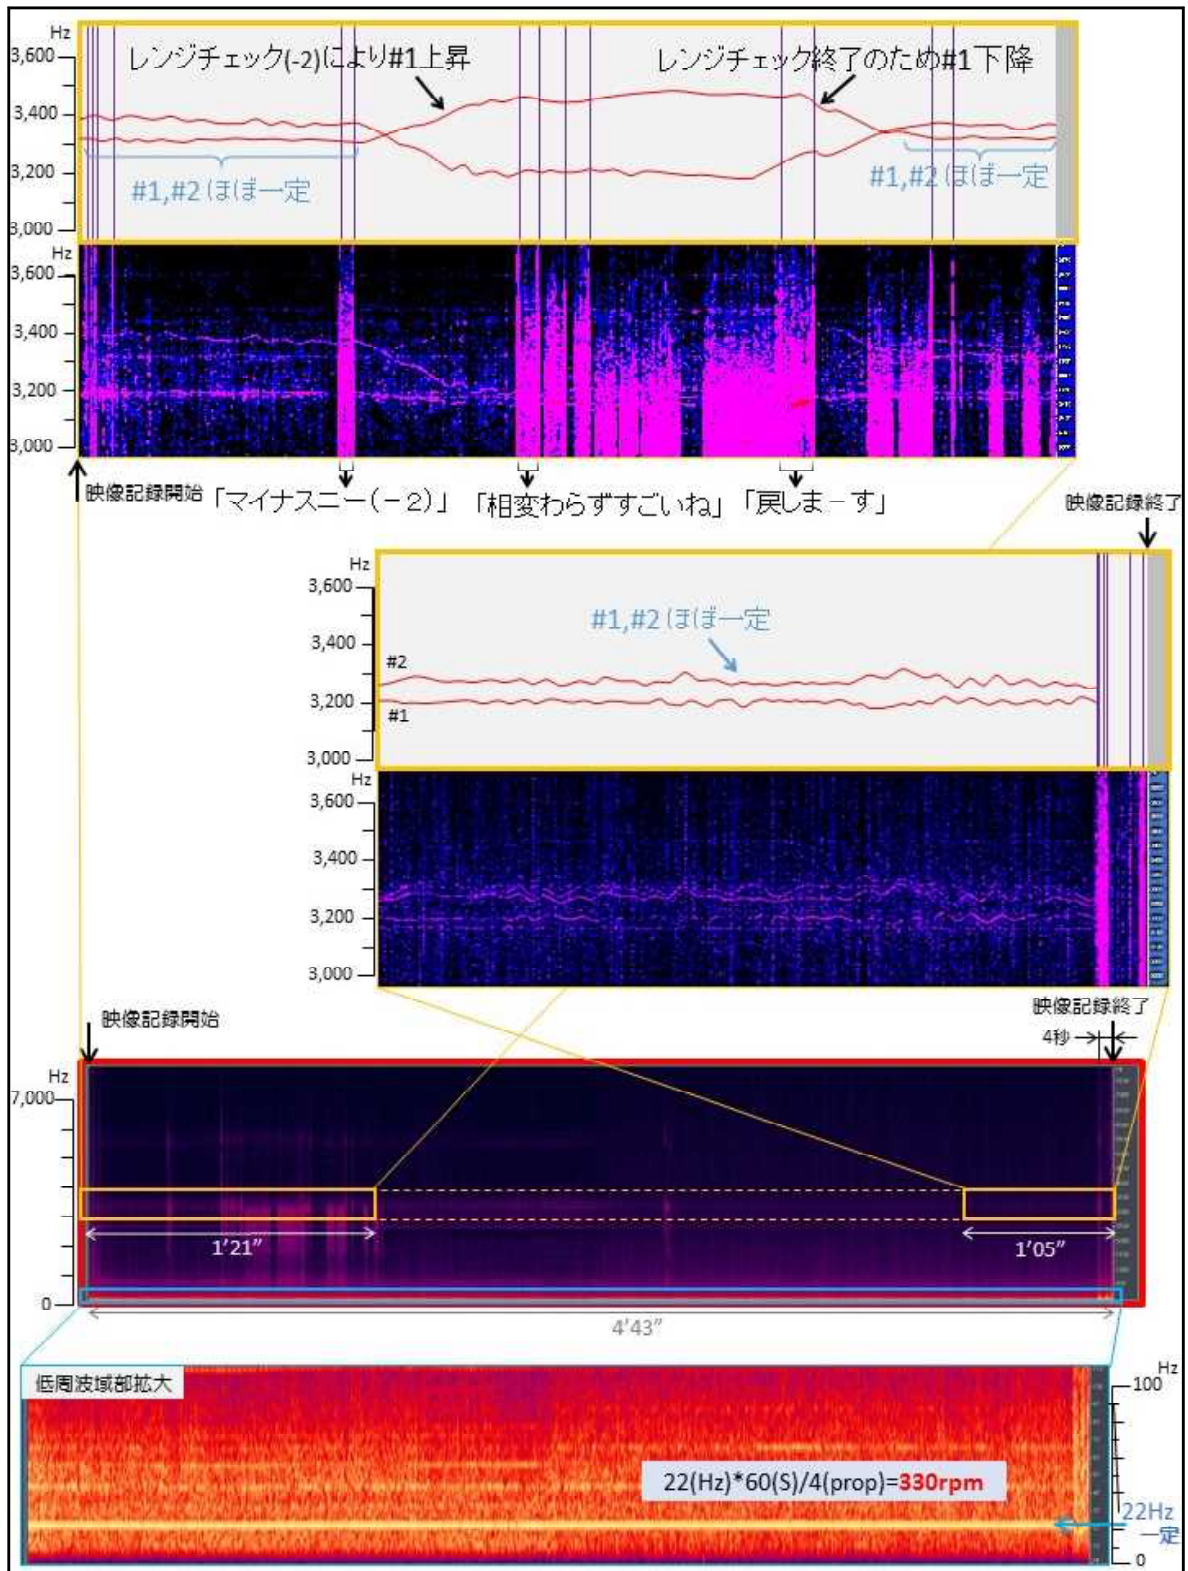 Hz
3,600
レンジチェック(-2)により#1上昇
レンジチェック終了のため#1下降
3,400
3,200
#1,#2 ほぼ一定
#1,#2 ほぼ一定
3,000
Hz
3,600
3,400
3,200
3,000
映像記録開始
「マイナスニー(－2)」
「相変わらずすごいね」
「戻しまーす」
映像記録終了
Hz
3,600
#1,#2 ほぼ一定
3,400
#2
3,200
#1
3,000
Hz
3,600
3,400
3,200
3,000
映像記録開始
映像記録終了
4秒
Hz
7,000
1'21"
1'05"
0
4'43"
低周波域部拡大
Hz
100
22(Hz)*60(S)/4(prop)=330rpm
22Hz
一定
0